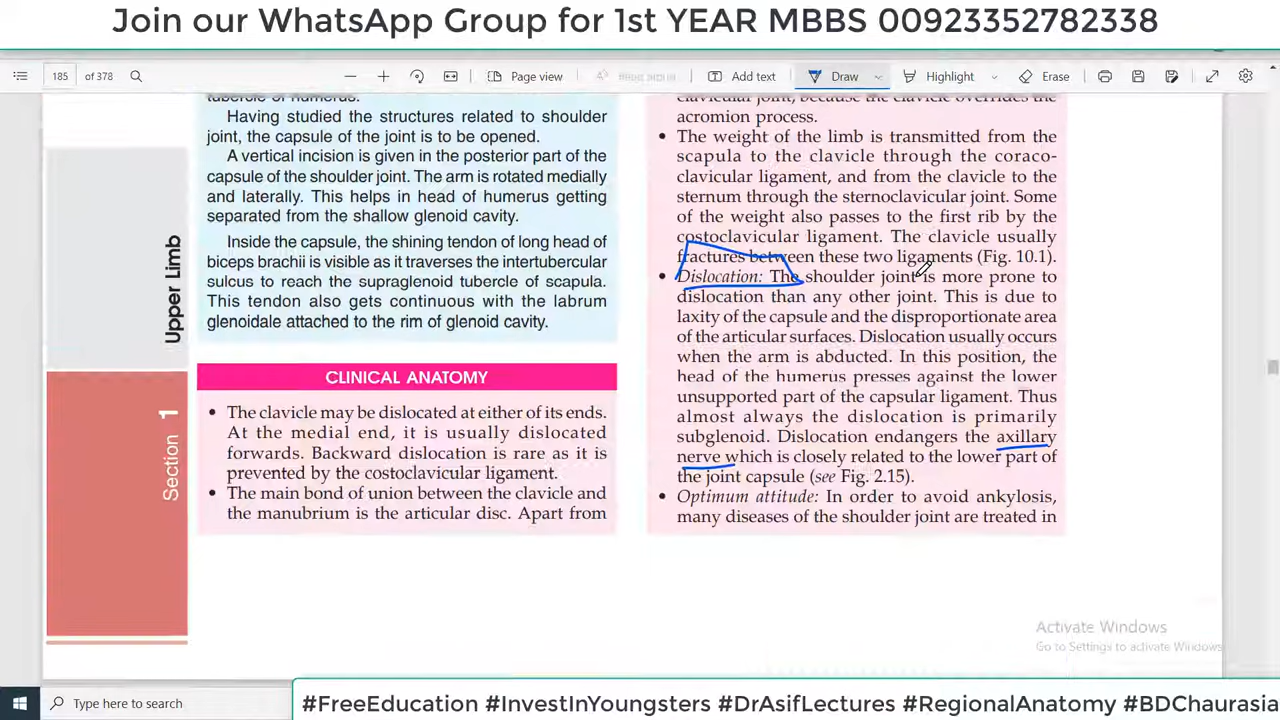 Join our WhatsApp Group for 1st YEAR MBBS 00923352782338
185 of 378
Page view
Add text
Draw
Highlight
Erase
tubercle of humerus.
Having studied the structures related to shoulder
joint, the capsule of the joint is to be opened.
A vertical incision is given in the posterior part of the
capsule of the shoulder joint. The arm is rotated medially
and laterally. This helps in head of humerus getting
separated from the shallow glenoid cavity.
Inside the capsule, the shining tendon of long head of
biceps brachii is visible as it traverses the intertubercular
sulcus to reach the supraglenoid tubercle of scapula.
This tendon also gets continuous with the labrum
glenoidale attached to the rim of glenoid cavity.
Upper Limb
Section 1
CLINICAL ANATOMY
• The clavicle may be dislocated at either of its ends.
At the medial end, it is usually dislocated
forwards. Backward dislocation is rare as it is
prevented by the costoclavicular ligament.
• The main bond of union between the clavicle and
the manubrium is the articular disc. Apart from
clavicular joint, because the clavicle overrides the
acromion process.
• The weight of the limb is transmitted from the
scapula to the clavicle through the coraco-
clavicular ligament, and from the clavicle to the
sternum through the sternoclavicular joint. Some
of the weight also passes to the first rib by the
costoclavicular ligament. The clavicle usually
fractures between these two ligaments (Fig. 10.1).
• Dislocation: The shoulder joint is more prone to
dislocation than any other joint. This is due to
laxity of the capsule and the disproportionate area
of the articular surfaces. Dislocation usually occurs
when the arm is abducted. In this position, the
head of the humerus presses against the lower
unsupported part of the capsular ligament. Thus
almost always the dislocation is primarily
subglenoid. Dislocation endangers the axillary
nerve which is closely related to the lower part of
the joint capsule (see Fig. 2.15).
• Optimum attitude: In order to avoid ankylosis,
many diseases of the shoulder joint are treated in
Activate Windows
Go to Settings to activate Windows
Type here to search
#FreeEducation #InvestInYoungsters #DrAsifLectures #RegionalAnatomy #BDChaurasia